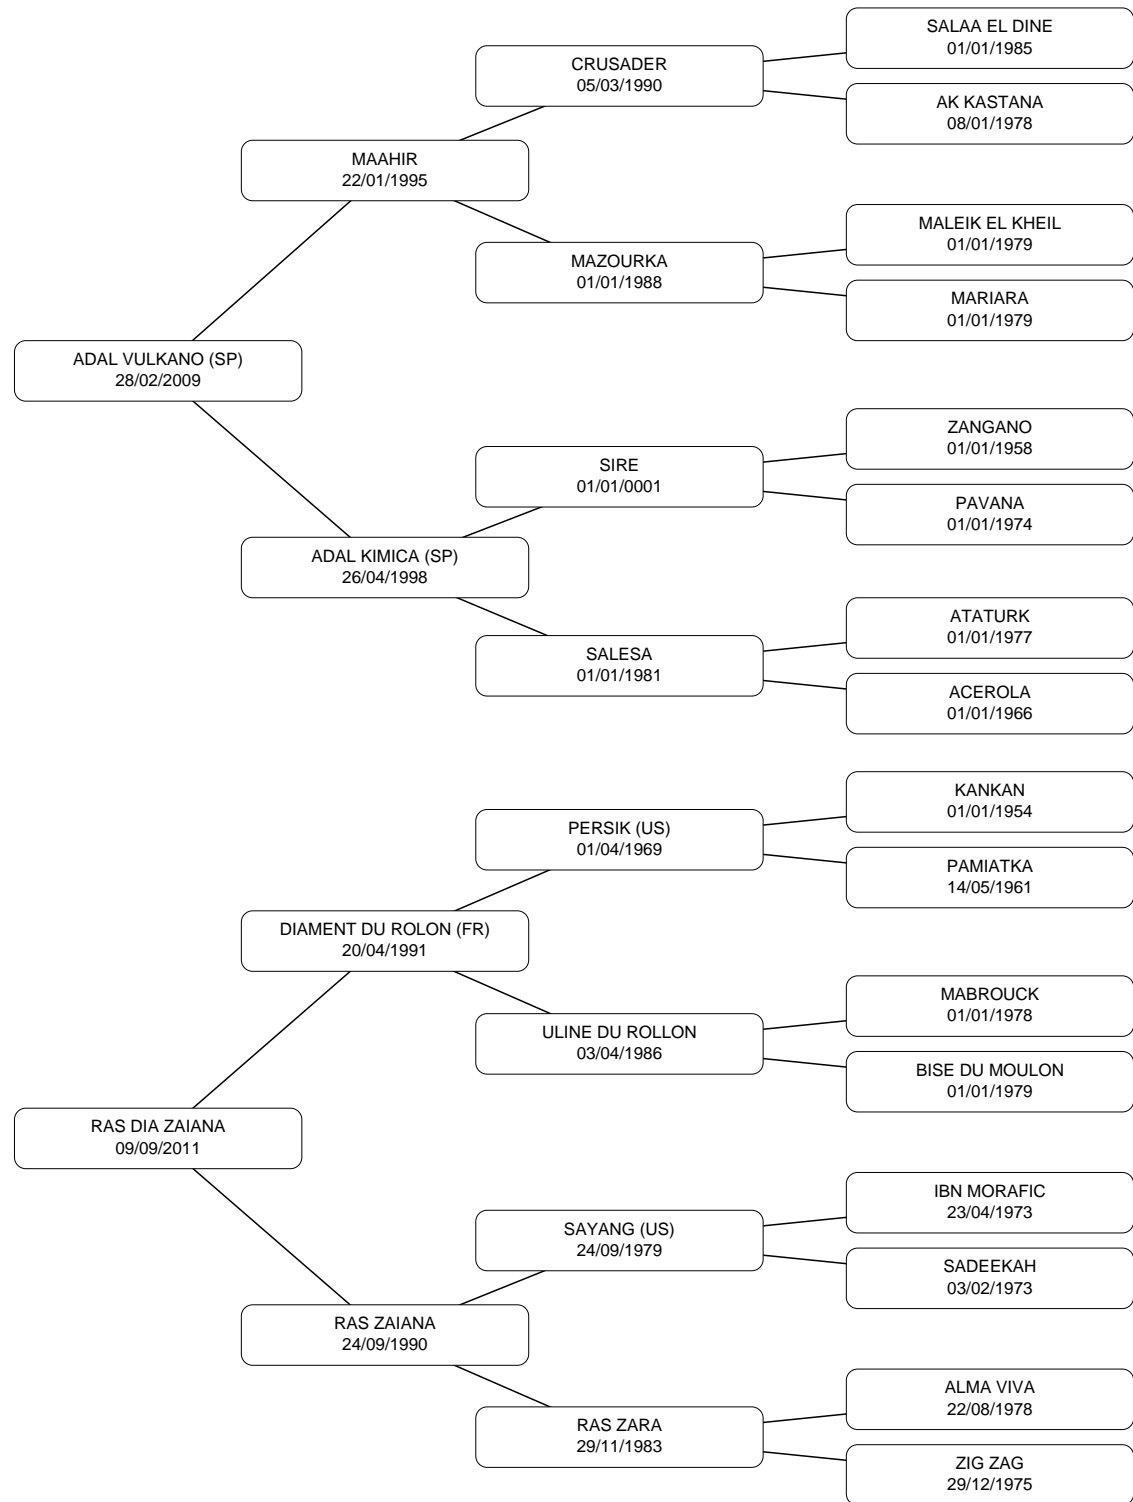 SALAA EL DINE
01/01/1985
CRUSADER
05/03/1990
AK KASTANA
08/01/1978
MAAHIR
22/01/1995
MALEIK EL KHEIL
01/01/1979
MAZOURKA
01/01/1988
MARIARA
01/01/1979
ADAL VULKANO (SP)
28/02/2009
ZANGANO
01/01/1958
SIRE
01/01/0001
PAVANA
01/01/1974
ADAL KIMICA (SP)
26/04/1998
ATATURK
01/01/1977
SALESA
01/01/1981
ACEROLA
01/01/1966
KANKAN
01/01/1954
PERSIK (US)
01/04/1969
PAMIATKA
14/05/1961
DIAMENT DU ROLON (FR)
20/04/1991
MABROUCK
01/01/1978
ULINE DU ROLLON
03/04/1986
BISE DU MOULON
01/01/1979
RAS DIA ZAIANA
09/09/2011
IBN MORAFIC
23/04/1973
SAYANG (US)
24/09/1979
SADEEKAH
03/02/1973
RAS ZAIANA
24/09/1990
ALMA VIVA
22/08/1978
RAS ZARA
29/11/1983
ZIG ZAG
29/12/1975